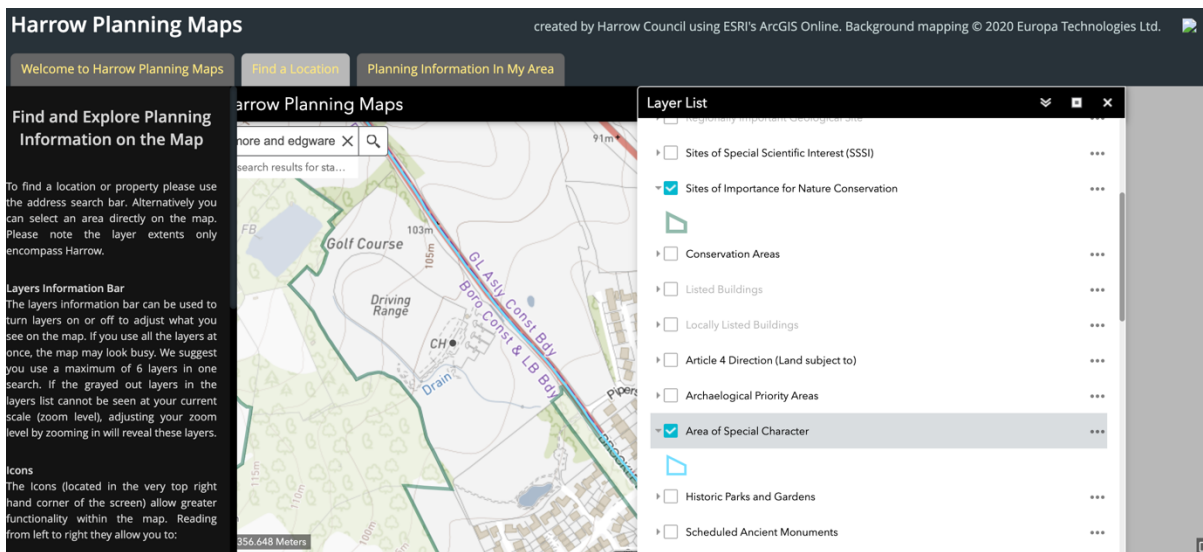 Harrow Planning Maps
created by Harrow Council using ESRI's ArcGIS Online. Background mapping © 2020 Europa Technologies Ltd.
Welcome to Harrow Planning Maps
Find a Location
Planning Information In My Area
Find and Explore Planning
Information on the Map
To find a location or property please use
the address search bar. Alternatively you
can select an area directly on the map.
Please note the layer extents only
encompass Harrow.
Layers Information Bar
The layers information bar can be used to
turn layers on or off to adjust what you
see on the map. If you use all the layers at
once, the map may look busy. We suggest
you use a maximum of 6 layers in one
search. If the grayed out layers in the
layers list cannot be seen at your current
scale (zoom level), adjusting your zoom
level by zooming in will reveal these layers.
Icons
The Icons (located in the very top right
hand corner of the screen) allow greater
functionality within the map. Reading
from left to right they allow you to:
arrow Planning Maps
more and edgware
search results for sta...
91m
FB
Golf Course
103m
105m
GL Asly Const Bdy
Boro Const & LB Bdy
Driving
Range
CH
Drain
Pipers
115m
110m
100m
356.648 Meters
Layer List
Regionally Important Geological Site
Sites of Special Scientific Interest (SSSI)
Sites of Importance for Nature Conservation
Conservation Areas
Listed Buildings
Locally Listed Buildings
Article 4 Direction (Land subject to)
Archaelogical Priority Areas
Area of Special Character
Historic Parks and Gardens
Scheduled Ancient Monuments